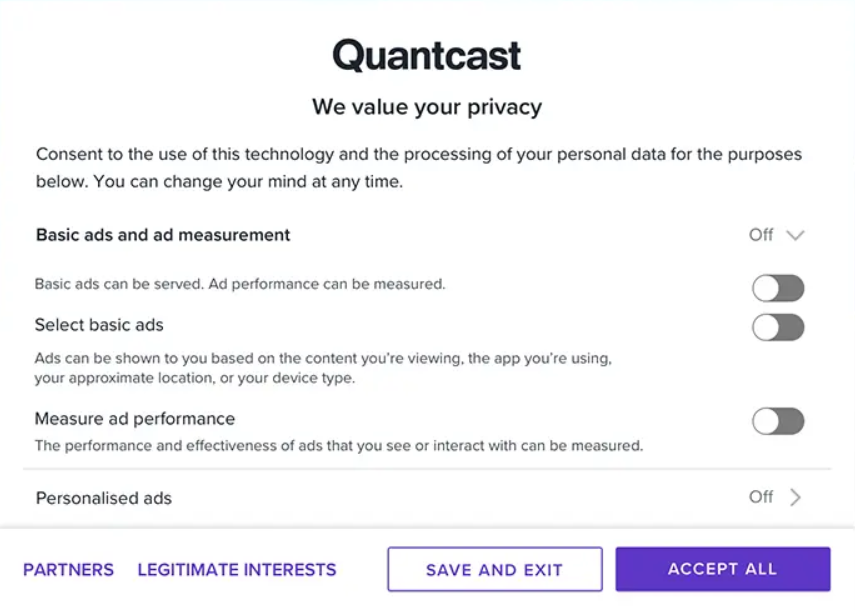 Quantcast
We value your privacy
Consent to the use of this technology and the processing of your personal data for the purposes
below. You can change your mind at any time.
Basic ads and ad measurement Off
Basic ads can be served. Ad performance can be measured.
Select basic ads
Ads can be shown to you based on the content you're viewing, the app you're using,
your approximate location, or your device type.
Measure ad performance
The performance and effectiveness of ads that you see or interact with can be measured.
Personalised ads Off
PARTNERS LEGITIMATE INTERESTS SAVE AND EXIT ACCEPT ALL